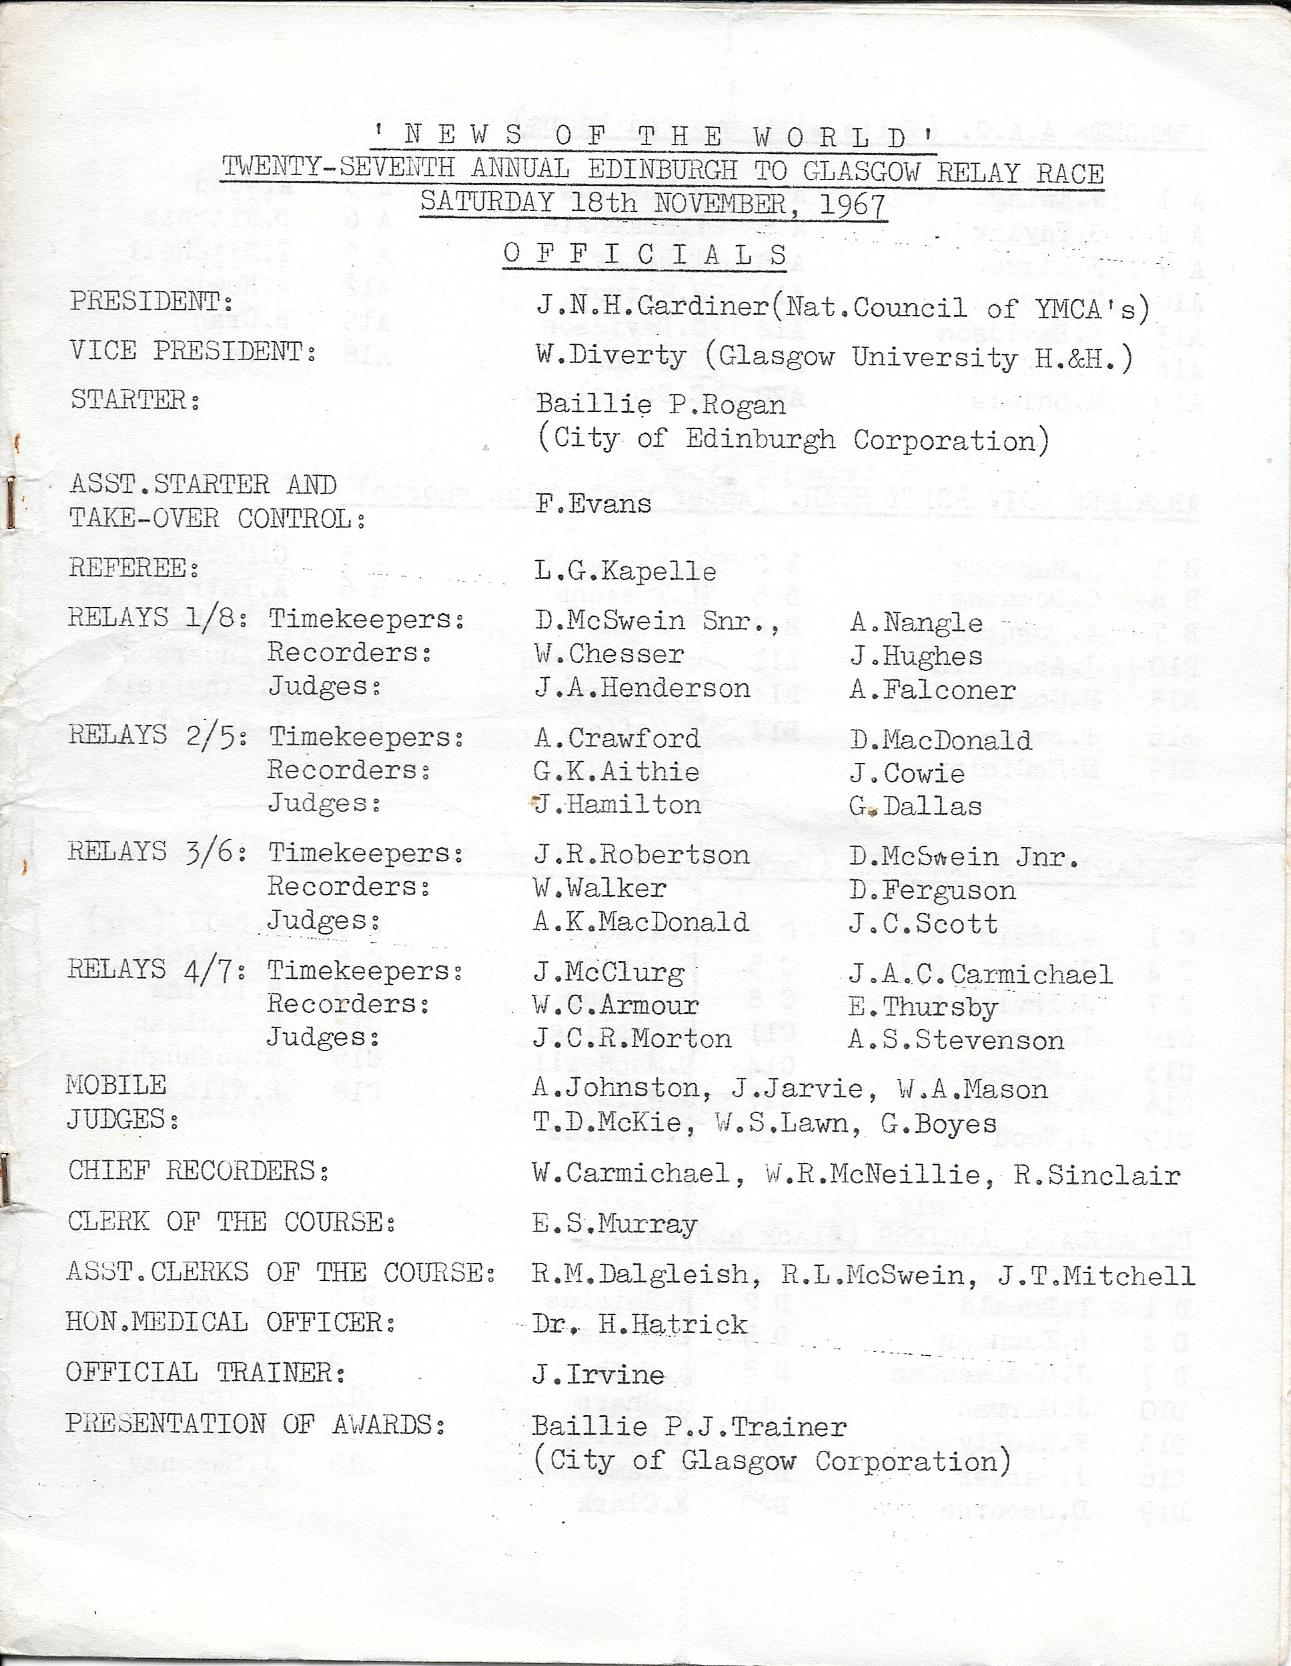 ' N E W S   O F   T H E   W O R L D '
TWENTY-SEVENTH ANNUAL EDINBURGH TO GLASGOW RELAY RACE
SATURDAY 18th NOVEMBER, 1967
O F F I C I A L S
PRESIDENT: J.N.H.Gardiner(Nat.Council of YMCA's)
VICE PRESIDENT: W.Diverty (Glasgow University H.&H.)
STARTER: Baillie P.Rogan
(City of Edinburgh Corporation)
ASST.STARTER AND
TAKE-OVER CONTROL: F.Evans
REFEREE: L.G.Kapelle
RELAYS 1/8: Timekeepers: D.McSwein Snr., A.Nangle
Recorders: W.Chesser J.Hughes
Judges: J.A.Henderson A.Falconer
RELAYS 2/5: Timekeepers: A.Crawford D.MacDonald
Recorders: G.K.Aithie J.Cowie
Judges: J.Hamilton G.Dallas
RELAYS 3/6: Timekeepers: J.R.Robertson D.McSwein Jnr.
Recorders: W.Walker D.Ferguson
Judges: A.K.MacDonald J.C.Scott
RELAYS 4/7: Timekeepers: J.McClurg J.A.C.Carmichael
Recorders: W.C.Armour E.Thursby
Judges: J.C.R.Morton A.S.Stevenson
MOBILE A.Johnston, J.Jarvie, W.A.Mason
JUDGES: T.D.McKie, W.S.Lawn, G.Boyes
CHIEF RECORDERS: W.Carmichael, W.R.McNeillie, R.Sinclair
CLERK OF THE COURSE: E.S.Murray
ASST.CLERKS OF THE COURSE: R.M.Dalgleish, R.L.McSwein, J.T.Mitchell
HON.MEDICAL OFFICER: Dr. H.Hatrick
OFFICIAL TRAINER: J.Irvine
PRESENTATION OF AWARDS: Baillie P.J.Trainer
(City of Glasgow Corporation)